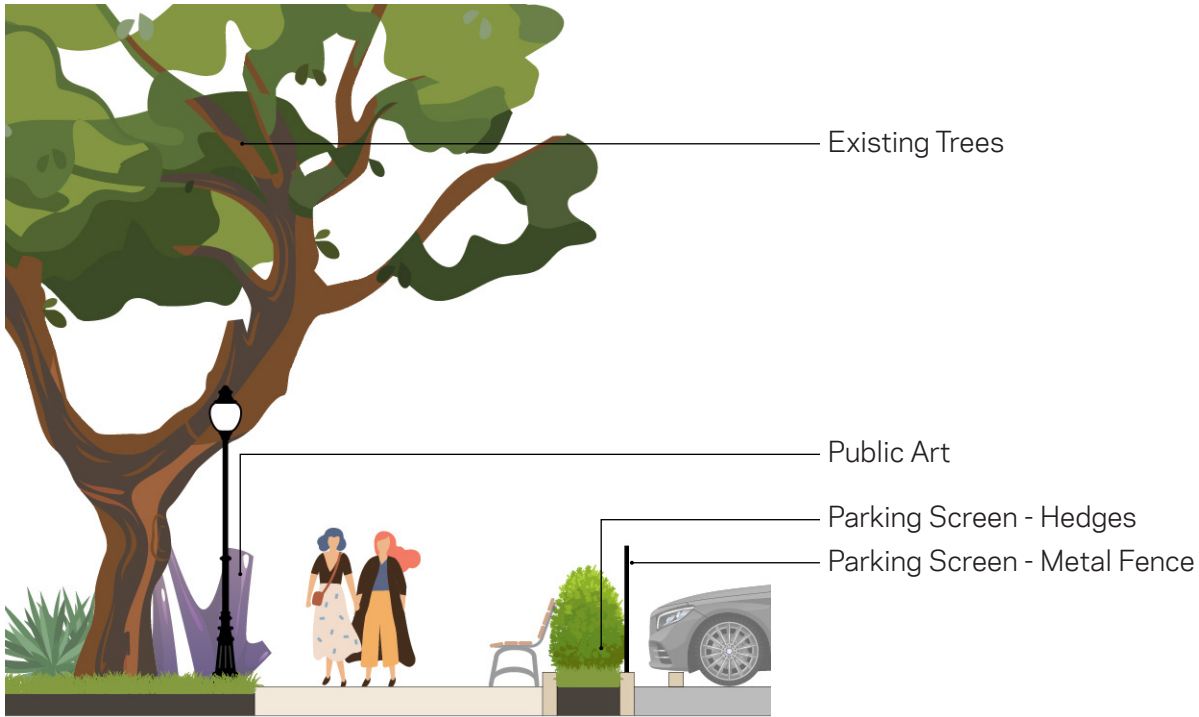 Existing Trees
Public Art
Parking Screen - Hedges
Parking Screen - Metal Fence